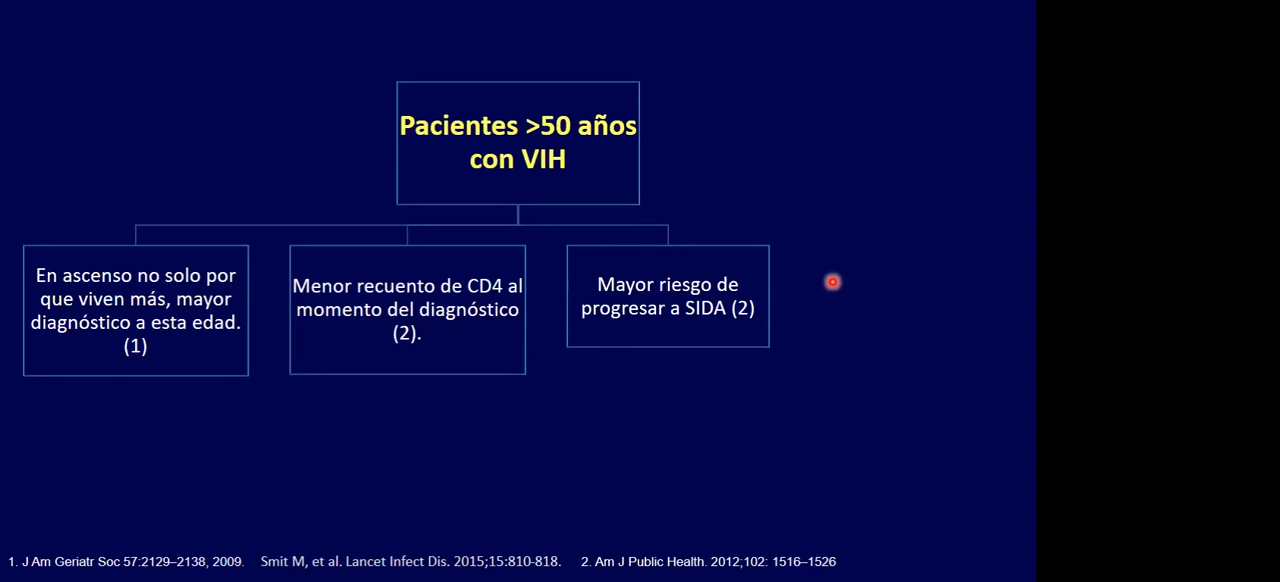 Pacientes >50 años
con VIH
En ascenso no solo por
que viven más, mayor
diagnóstico a esta edad.
(1)
Menor recuento de CD4 al
momento del diagnóstico
(2).
Mayor riesgo de
progresar a SIDA (2)
1. J Am Geriatr Soc 57:2129–2138, 2009. Smit M, et al. Lancet Infect Dis. 2015;15:810-818. 2. Am J Public Health. 2012;102: 1516–1526